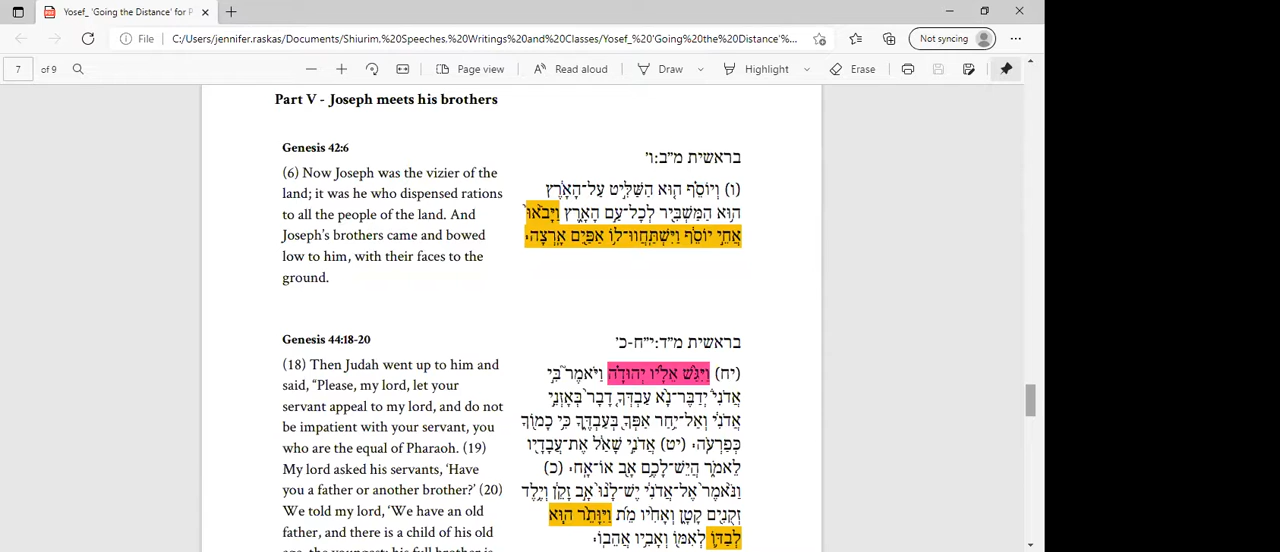 Yosef_ 'Going the Distance' for P
File C:/Users/jennifer.raskas/Documents/Shiurim.%20Speeches.%20Writings%20and%20Classes/Yosef_%20'Going%20the%20Distance'%... Not syncing
7 of 9 Page view Read aloud Draw Highlight Erase
Part V - Joseph meets his brothers
Genesis 42:6
(6) Now Joseph was the vizier of the
land; it was he who dispensed rations
to all the people of the land. And
Joseph's brothers came and bowed
low to him, with their faces to the
ground.
בראשית מ״ב:ו׳
(ו) וְיוֹסֵ֗ף ה֚וּא הַשַּׁלִּ֣יט עַל־הָאָ֔רֶץ
ה֥וּא הַמַּשְׁבִּ֖יר לְכׇל־עַ֣ם הָאָ֑רֶץ וַיָּבֹ֙אוּ֙
אֲחֵ֣י יוֹסֵ֔ף וַיִּשְׁתַּֽחֲווּ־ל֥וֹ אַפַּ֖יִם אָֽרְצָה׃
Genesis 44:18-20
(18) Then Judah went up to him and
said, “Please, my lord, let your
servant appeal to my lord, and do not
be impatient with your servant, you
who are the equal of Pharaoh. (19)
My lord asked his servants, ‘Have
you a father or another brother?’ (20)
We told my lord, ‘We have an old
father, and there is a child of his old
age, the youngest; his full brother is
בראשית מ״ד:י״ח-כ׳
(יח) וַיִּגַּ֨שׁ אֵלָ֜יו יְהוּדָ֗ה וַיֹּ֘אמֶר֮ בִּ֣י
אֲדֹנִי֒ יְדַבֶּר־נָ֨א עַבְדְּךָ֤ דָבָר֙ בְּאׇזְנֵ֣י
אֲדֹנִ֔י וְאַל־יִ֥חַר אַפְּךָ֖ בְּעַבְדֶּ֑ךָ כִּ֥י כָמ֖וֹךָ
כְּפַרְעֹֽה׃ (יט) אֲדֹנִ֣י שָׁאַ֔ל אֶת־עֲבָדָ֖יו
לֵאמֹ֑ר הֲיֵשׁ־לָכֶ֥ם אָ֖ב אוֹ־אָֽח׃ (כ)
וַנֹּ֙אמֶר֙ אֶל־אֲדֹנִ֔י יֶשׁ־לָ֙נוּ֙ אָ֣ב זָקֵ֔ן וְיֶ֥לֶד
זְקֻנִ֖ים קָטָ֑ן וְאָחִ֨יו מֵ֜ת וַיִּוָּתֵ֨ר ה֧וּא
לְבַדּ֛וֹ לְאִמּ֖וֹ וְאָבִ֥יו אֲהֵבֽוֹ׃